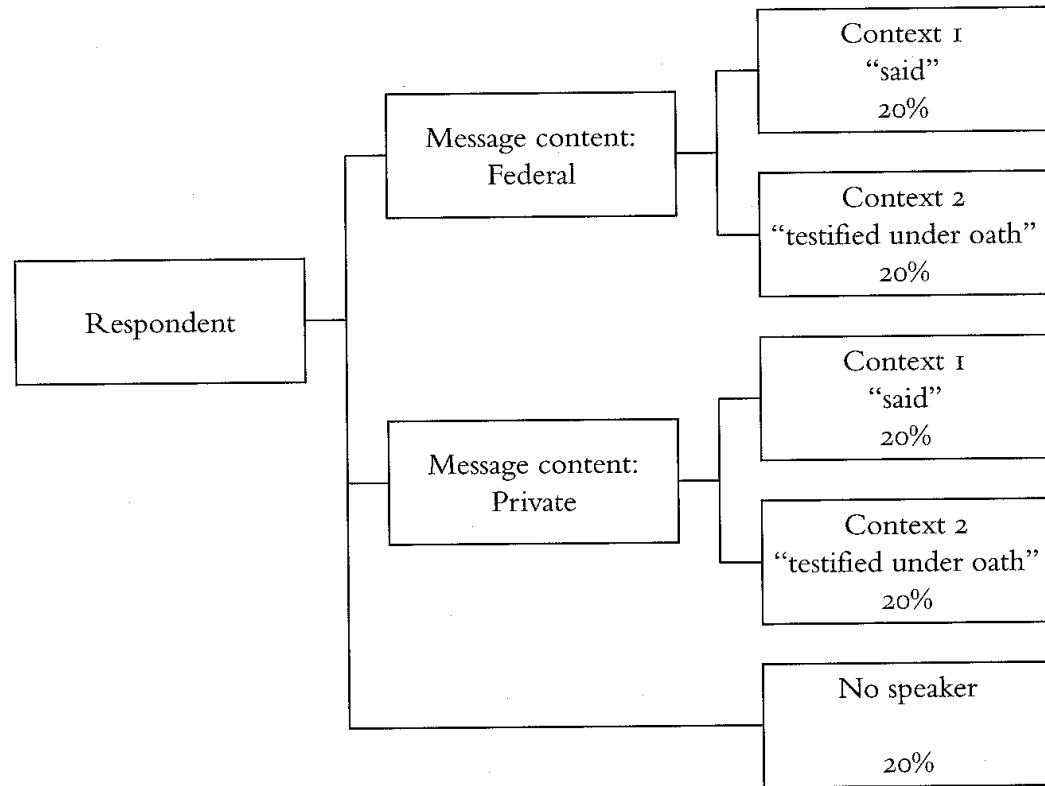 Context 1
“said”
20%
Message content:
Federal
Context 2
“testified under oath”
20%
Respondent
Context 1
“said”
20%
Message content:
Private
Context 2
“testified under oath”
20%
No speaker
20%